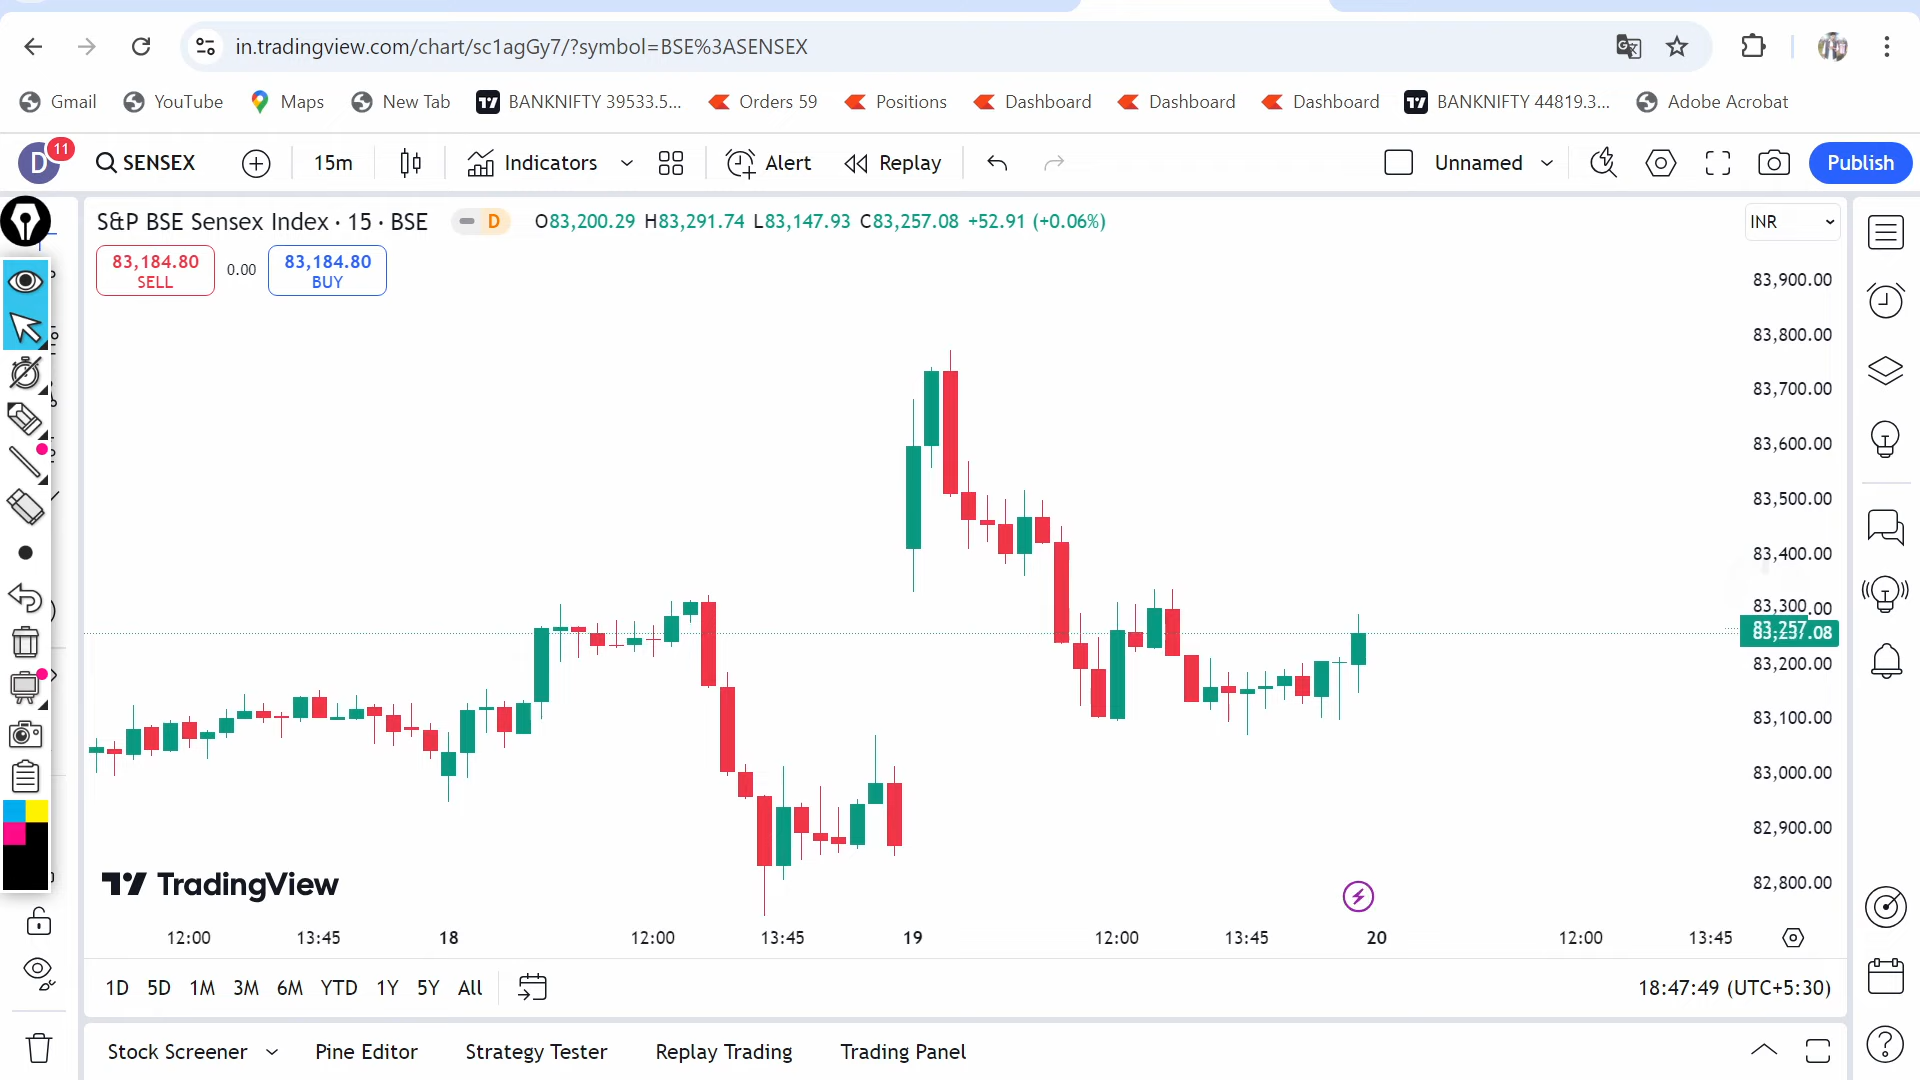 in.tradingview.com/chart/sc1agGy7/?symbol=BSE%3ASENSEX
Gmail YouTube Maps New Tab BANKNIFTY 39533.5... Orders 59 Positions Dashboard Dashboard Dashboard BANKNIFTY 44819.3... Adobe Acrobat
D 11 SENSEX 15m Indicators Alert Replay Unnamed Publish
S&P BSE Sensex Index · 15 · BSE D O83,200.29 H83,291.74 L83,147.93 C83,257.08 +52.91 (+0.06%) INR
83,184.80 0.00 83,184.80
SELL BUY
83,900.00
83,800.00
83,700.00
83,600.00
83,500.00
83,400.00
83,300.00
83,257.08
83,200.00
83,100.00
83,000.00
82,900.00
82,800.00
TradingView
12:00 13:45 18 12:00 13:45 19 12:00 13:45 20 12:00 13:45
1D 5D 1M 3M 6M YTD 1Y 5Y All 18:47:49 (UTC+5:30)
Stock Screener Pine Editor Strategy Tester Replay Trading Trading Panel